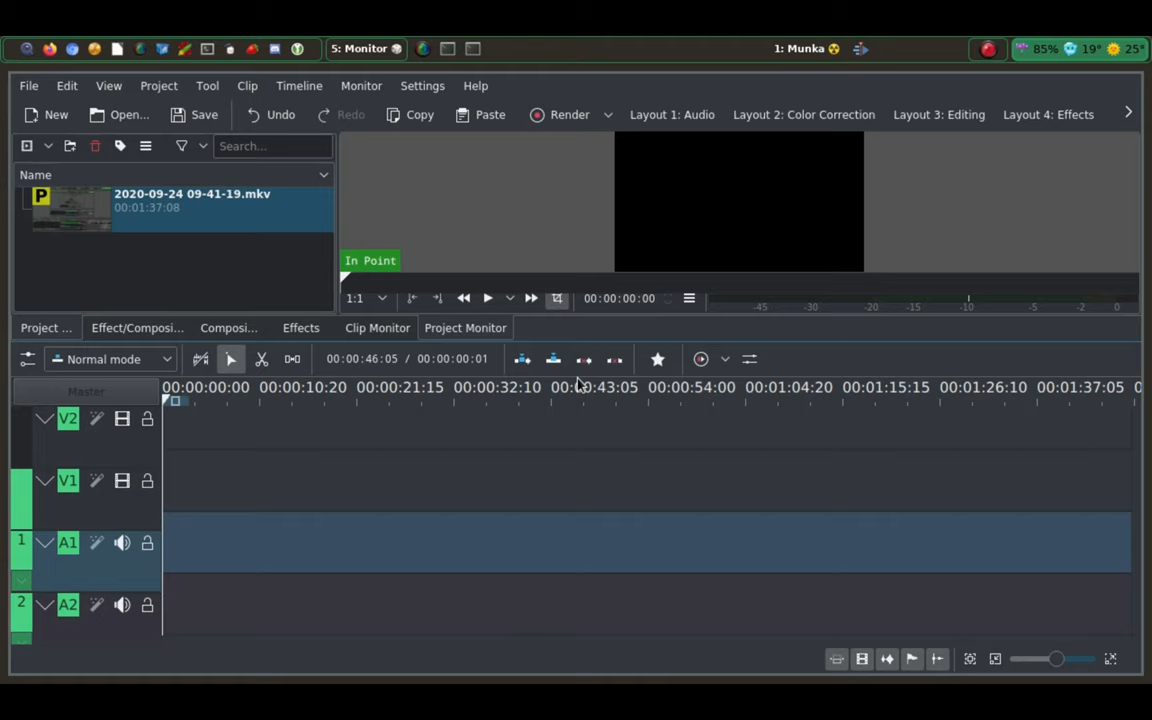 5: Monitor 1: Munka 85% 19° 25°
File Edit View Project Tool Clip Timeline Monitor Settings Help
New Open... Save Undo Redo Copy Paste Render Layout 1: Audio Layout 2: Color Correction Layout 3: Editing Layout 4: Effects
Search...
Name
P 2020-09-24 09-41-19.mkv
00:01:37:08
In Point
1:1 00:00:00:00 -45 -30 -20 -15 -10 -5 -2 0
Project ... Effect/Composi... Composi... Effects Clip Monitor Project Monitor
Normal mode 00:00:46:05 / 00:00:00:01
Master 00:00:00:00 00:00:10:20 00:00:21:15 00:00:32:10 00:00:43:05 00:00:54:00 00:01:04:20 00:01:15:15 00:01:26:10 00:01:37:05 0
V2
V1
1 A1
2 A2